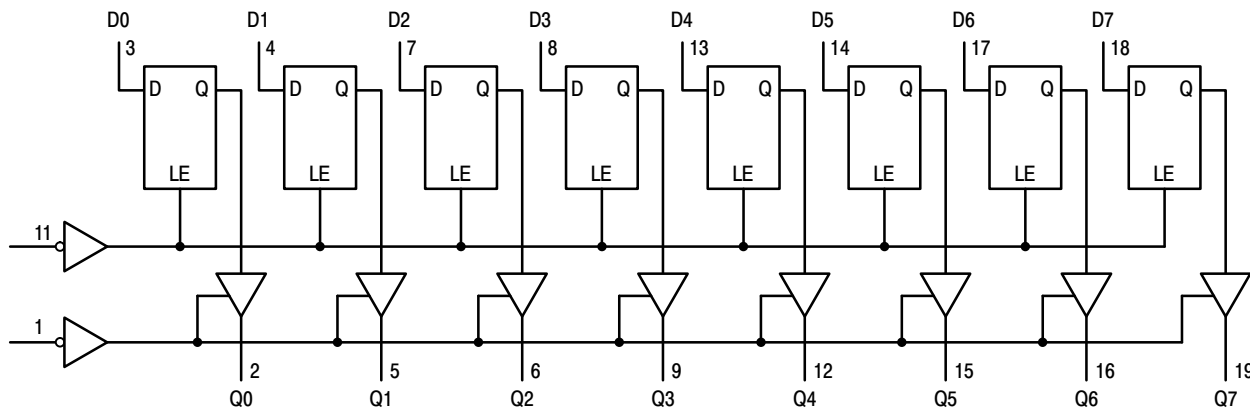 D0 D1 D2 D3 D4 D5 D6 D7
3 4 7 8 13 14 17 18
D Q D Q D Q D Q D Q D Q D Q D Q
LE LE LE LE LE LE LE LE
11
1
2 5 6 9 12 15 16 19
Q0 Q1 Q2 Q3 Q4 Q5 Q6 Q7